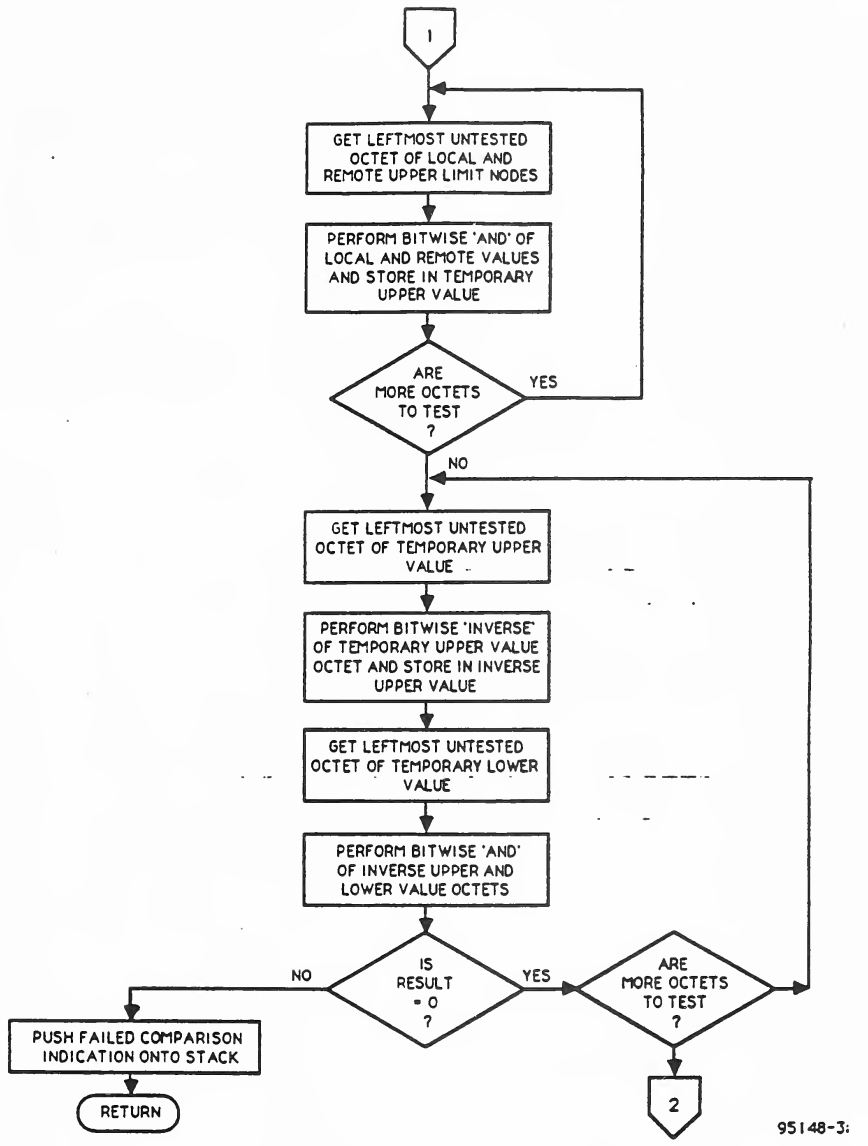 1
GET LEFTMOST UNTESTED
OCTET OF LOCAL AND
REMOTE UPPER LIMIT NODES
PERFORM BITWISE 'AND' OF
LOCAL AND REMOTE VALUES
AND STORE IN TEMPORARY
UPPER VALUE
ARE
MORE OCTETS
TO TEST
?
YES
NO
GET LEFTMOST UNTESTED
OCTET OF TEMPORARY UPPER
VALUE
PERFORM BITWISE 'INVERSE'
OF TEMPORARY UPPER VALUE
OCTET AND STORE IN INVERSE
UPPER VALUE
GET LEFTMOST UNTESTED
OCTET OF TEMPORARY LOWER
VALUE
PERFORM BITWISE 'AND'
OF INVERSE UPPER AND
LOWER VALUE OCTETS
IS
RESULT
= 0
?
NO
YES
ARE
MORE OCTETS
TO TEST
?
PUSH FAILED COMPARISON
INDICATION ONTO STACK
RETURN
2
95148-3: